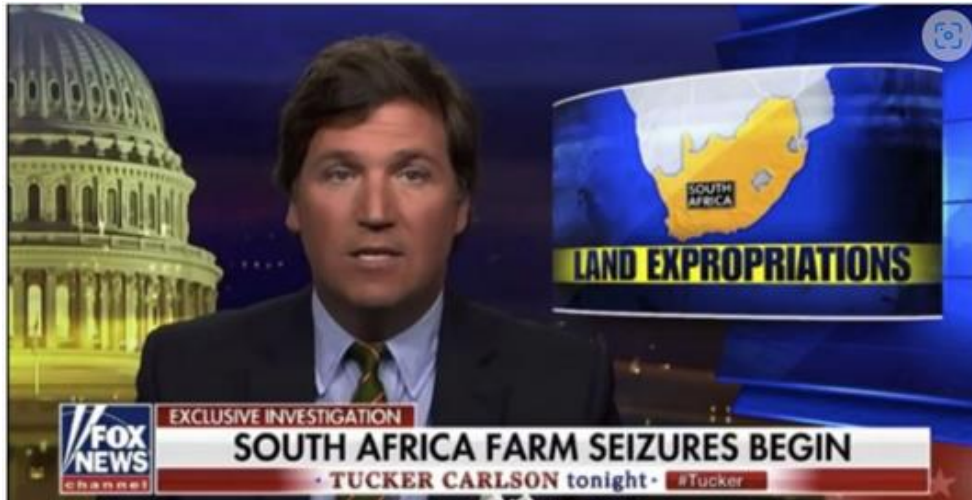 SOUTH
AFRICA
LAND EXPROPRIATIONS
FOX
NEWS
channel
EXCLUSIVE INVESTIGATION
SOUTH AFRICA FARM SEIZURES BEGIN
· TUCKER CARLSON tonight · #Tucker